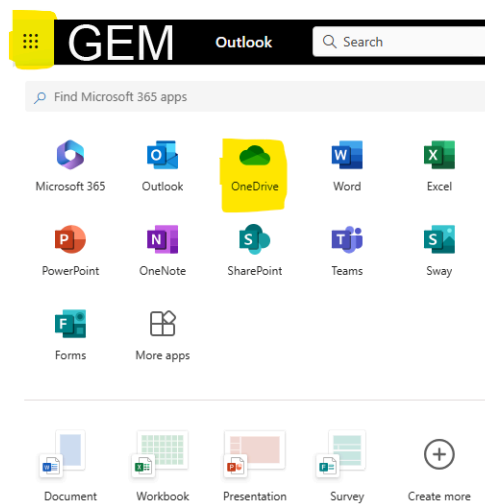 GEM Outlook Search
Find Microsoft 365 apps
Microsoft 365 Outlook OneDrive Word Excel
PowerPoint OneNote SharePoint Teams Sway
Forms More apps
Document Workbook Presentation Survey Create more